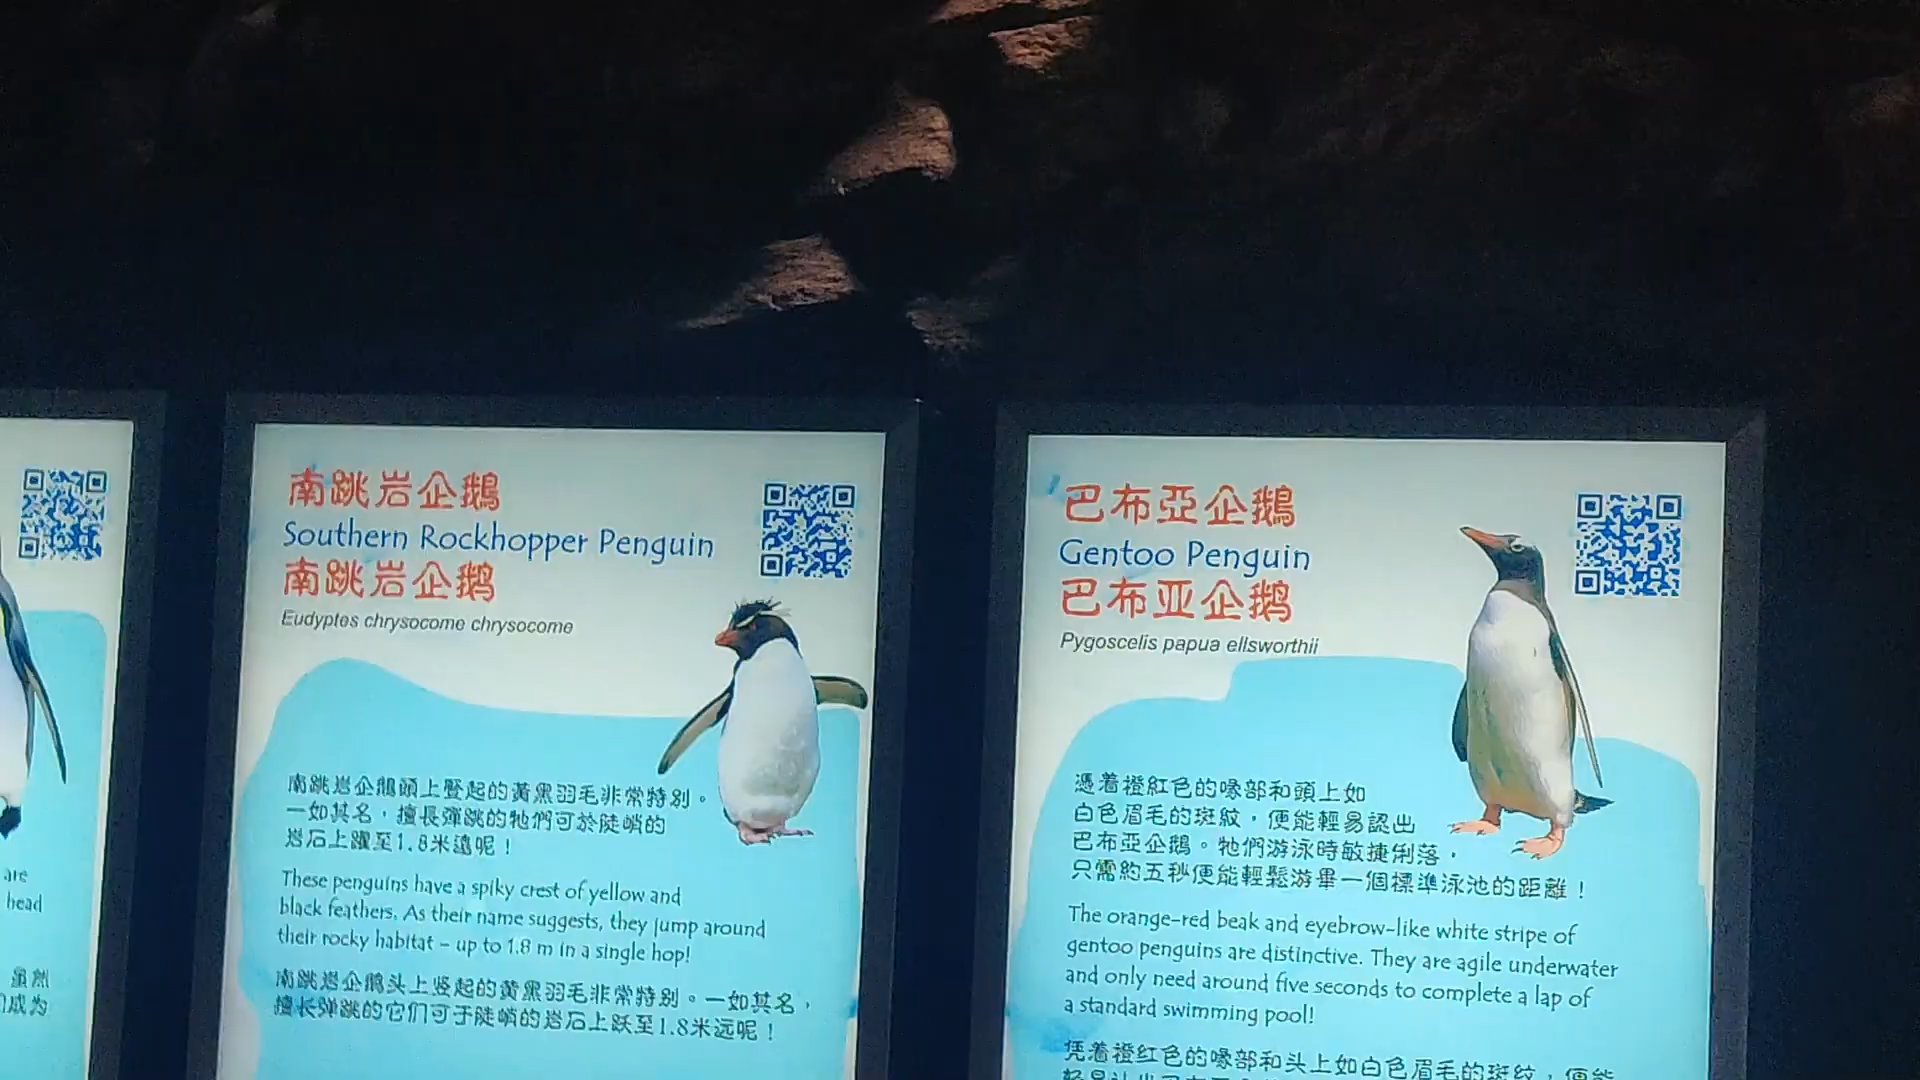 are
head
虽然
们成为
南跳岩企鵝
Southern Rockhopper Penguin
南跳岩企鹅
Eudyptes chrysocome chrysocome
南跳岩企鵝頭上豎起的黃黑羽毛非常特別。
一如其名，擅長彈跳的牠們可於陡峭的
岩石上躍至1.8米遠呢！
These penguins have a spiky crest of yellow and
black feathers. As their name suggests, they jump around
their rocky habitat – up to 1.8 m in a single hop!
南跳岩企鹅头上竖起的黄黑羽毛非常特别。一如其名，
擅长弹跳的它们可于陡峭的岩石上跃至1.8米远呢！
巴布亞企鵝
Gentoo Penguin
巴布亚企鹅
Pygoscelis papua ellsworthii
憑着橙紅色的喙部和頭上如
白色眉毛的斑紋，便能輕易認出
巴布亞企鵝。牠們游泳時敏捷俐落，
只需約五秒便能輕鬆游畢一個標準泳池的距離！
The orange-red beak and eyebrow-like white stripe of
gentoo penguins are distinctive. They are agile underwater
and only need around five seconds to complete a lap of
a standard swimming pool!
凭着橙红色的喙部和头上如白色眉毛的斑纹，便能